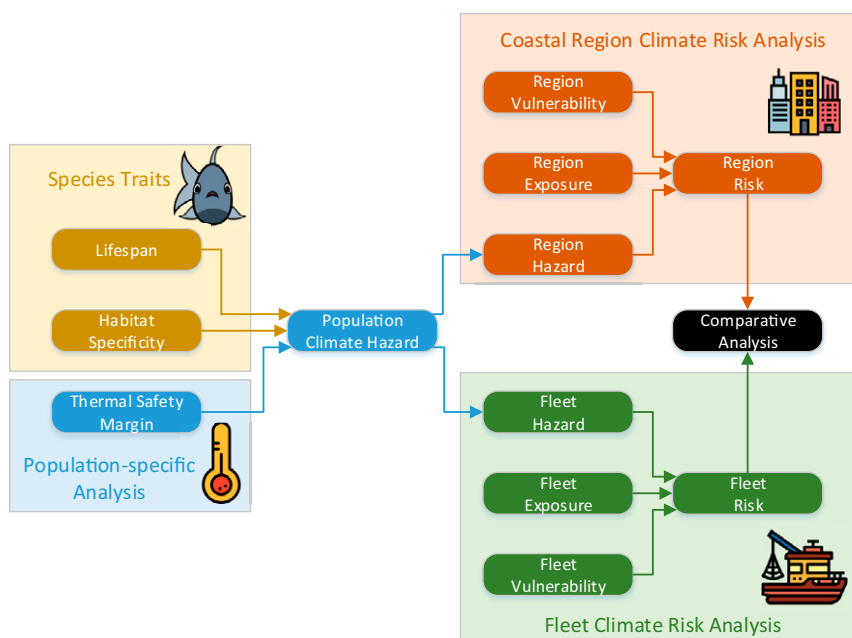 Coastal Region Climate Risk Analysis
Region
Vulnerability
Region
Exposure
Region
Risk
Region
Hazard
Species Traits
Lifespan
Habitat
Specificity
Population
Climate Hazard
Thermal Safety
Margin
Population-specific
Analysis
Comparative
Analysis
Fleet
Hazard
Fleet
Exposure
Fleet
Risk
Fleet
Vulnerability
Fleet Climate Risk Analysis